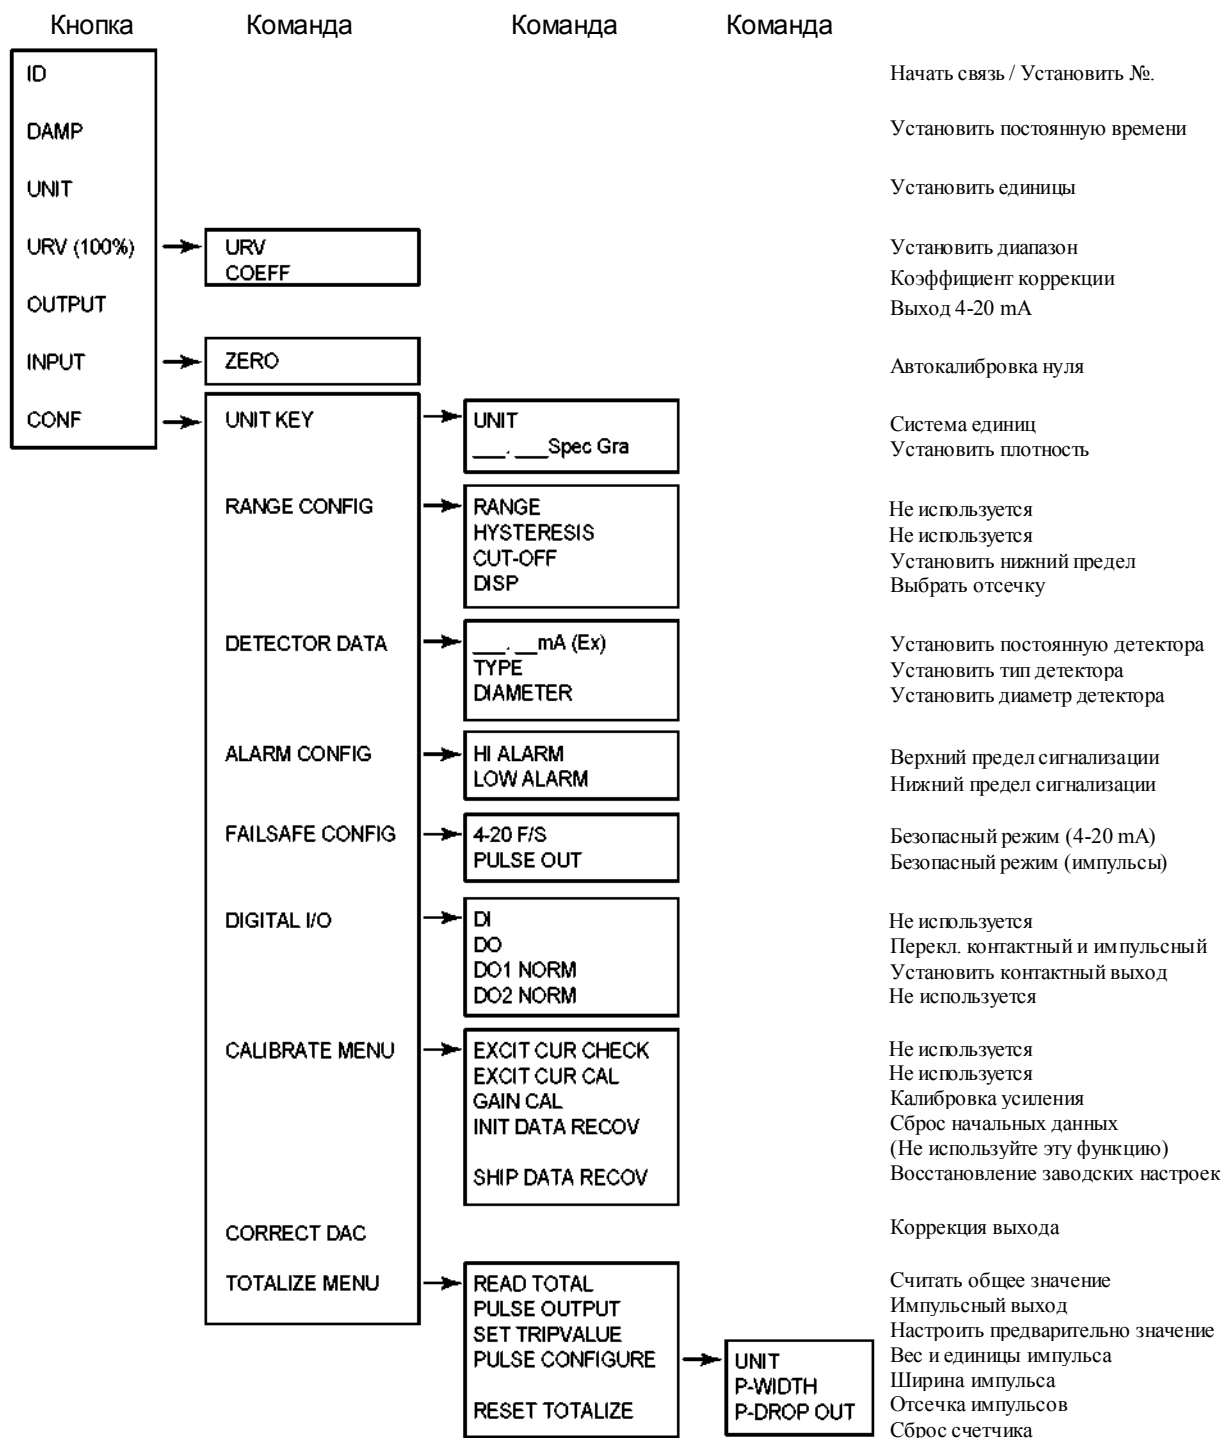 Кнопка Команда Команда Команда
ID Начать связь / Установить №.
DAMP Установить постоянную времени
UNIT Установить единицы
URV (100%) URV Установить диапазон
COEFF Коэффициент коррекции
OUTPUT Выход 4-20 mA
INPUT ZERO Автокалибровка нуля
CONF UNIT KEY UNIT Система единиц
___. ___Spec Gra Установить плотность
RANGE CONFIG RANGE Не используется
HYSTERESIS Не используется
CUT-OFF Установить нижний предел
DISP Выбрать отсечку
DETECTOR DATA ___. __mA (Ex) Установить постоянную детектора
TYPE Установить тип детектора
DIAMETER Установить диаметр детектора
ALARM CONFIG HI ALARM Верхний предел сигнализации
LOW ALARM Нижний предел сигнализации
FAILSAFE CONFIG 4-20 F/S Безопасный режим (4-20 mA)
PULSE OUT Безопасный режим (импульсы)
DIGITAL I/O DI Не используется
DO Перекл. контактный и импульсный
DO1 NORM Установить контактный выход
DO2 NORM Не используется
CALIBRATE MENU EXCIT CUR CHECK Не используется
EXCIT CUR CAL Не используется
GAIN CAL Калибровка усиления
INIT DATA RECOV Сброс начальных данных
(Не используйте эту функцию)
SHIP DATA RECOV Восстановление заводских настроек
CORRECT DAC Коррекция выхода
TOTALIZE MENU READ TOTAL Считать общее значение
PULSE OUTPUT Импульсный выход
SET TRIPVALUE Настроить предварительно значение
PULSE CONFIGURE UNIT Вес и единицы импульса
P-WIDTH Ширина импульса
RESET TOTALIZE P-DROP OUT Отсечка импульсов
Сброс счетчика